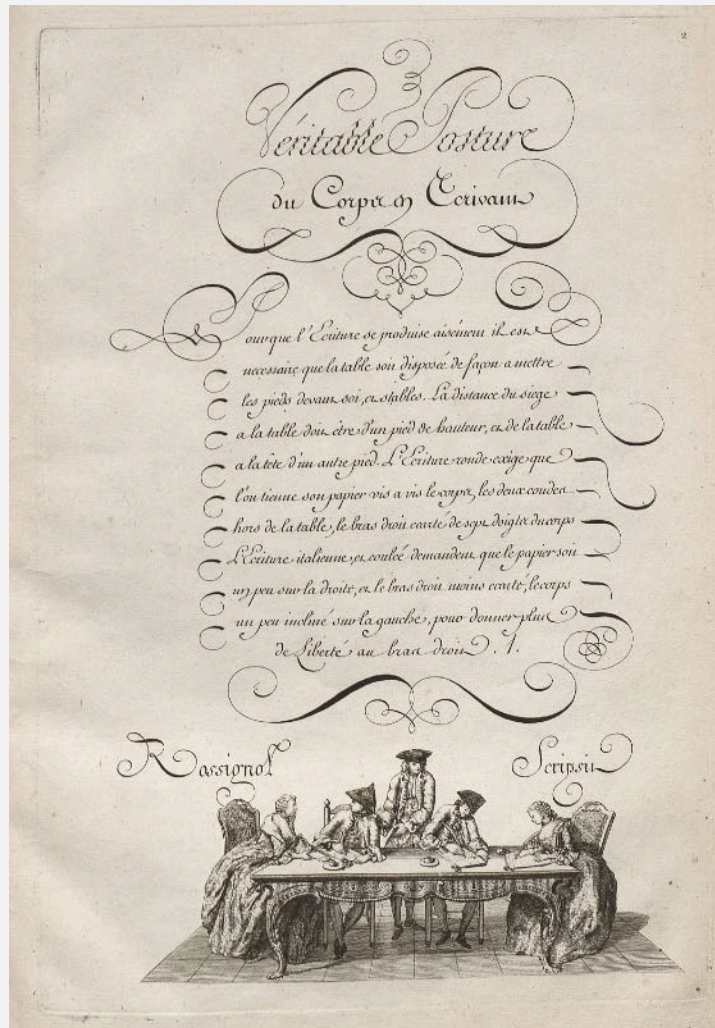 2
Véritable Posture
du Corps en Ecrivant
Pour que l'Ecriture se produise aisément il est
necessaire que la table soit disposée de façon a mettre
les pieds devant soi, et stables. La distance du siege
a la table doit être d'un pied de hauteur, et de la table
a la tête d'un autre pied. L'Ecriture ronde exige que
l'on tienne son papier vis a vis le corps, les deux coudes
hors de la table, le bras droit ecarté de sept doigts du corps
L'Ecriture italienne, et coulée demandent que le papier soit
un peu sur la droite, et le bras droit moins ecarté, le corps
un peu incliné sur la gauche, pour donner plus
de Liberté au bras droit. 1.
Rossignol Scripsit